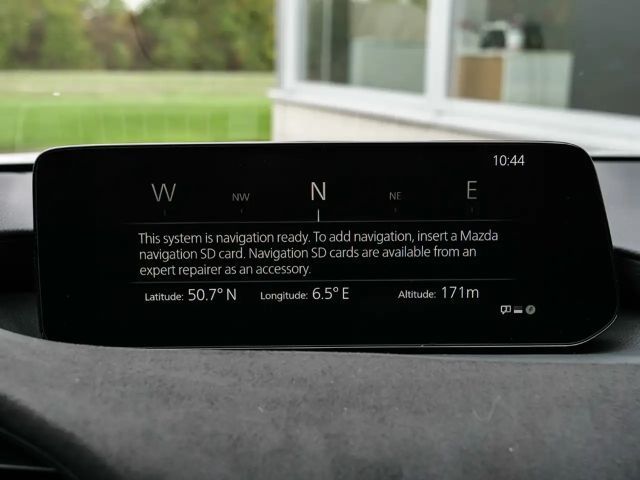 10:44
W NW N NE E
This system is navigation ready. To add navigation, insert a Mazda
navigation SD card. Navigation SD cards are available from an
expert repairer as an accessory.
Latitude: 50.7° N Longitude: 6.5° E Altitude: 171m